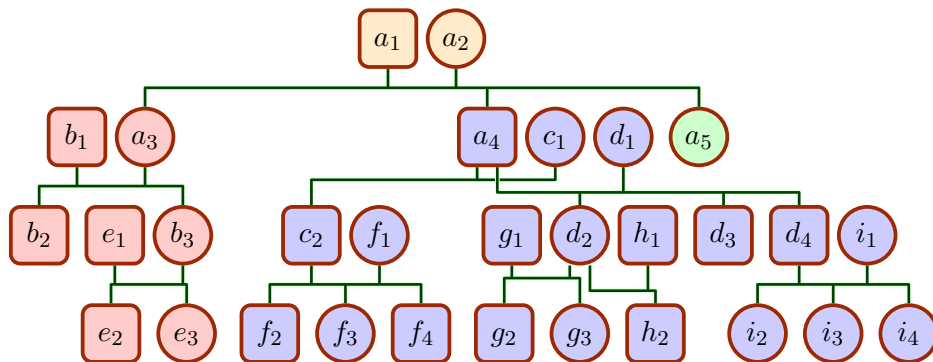 a₁ a₂
b₁ a₃ a₄ c₁ d₁ a₅
b₂ e₁ b₃ c₂ f₁ g₁ d₂ h₁ d₃ d₄ i₁
e₂ e₃ f₂ f₃ f₄ g₂ g₃ h₂ i₂ i₃ i₄